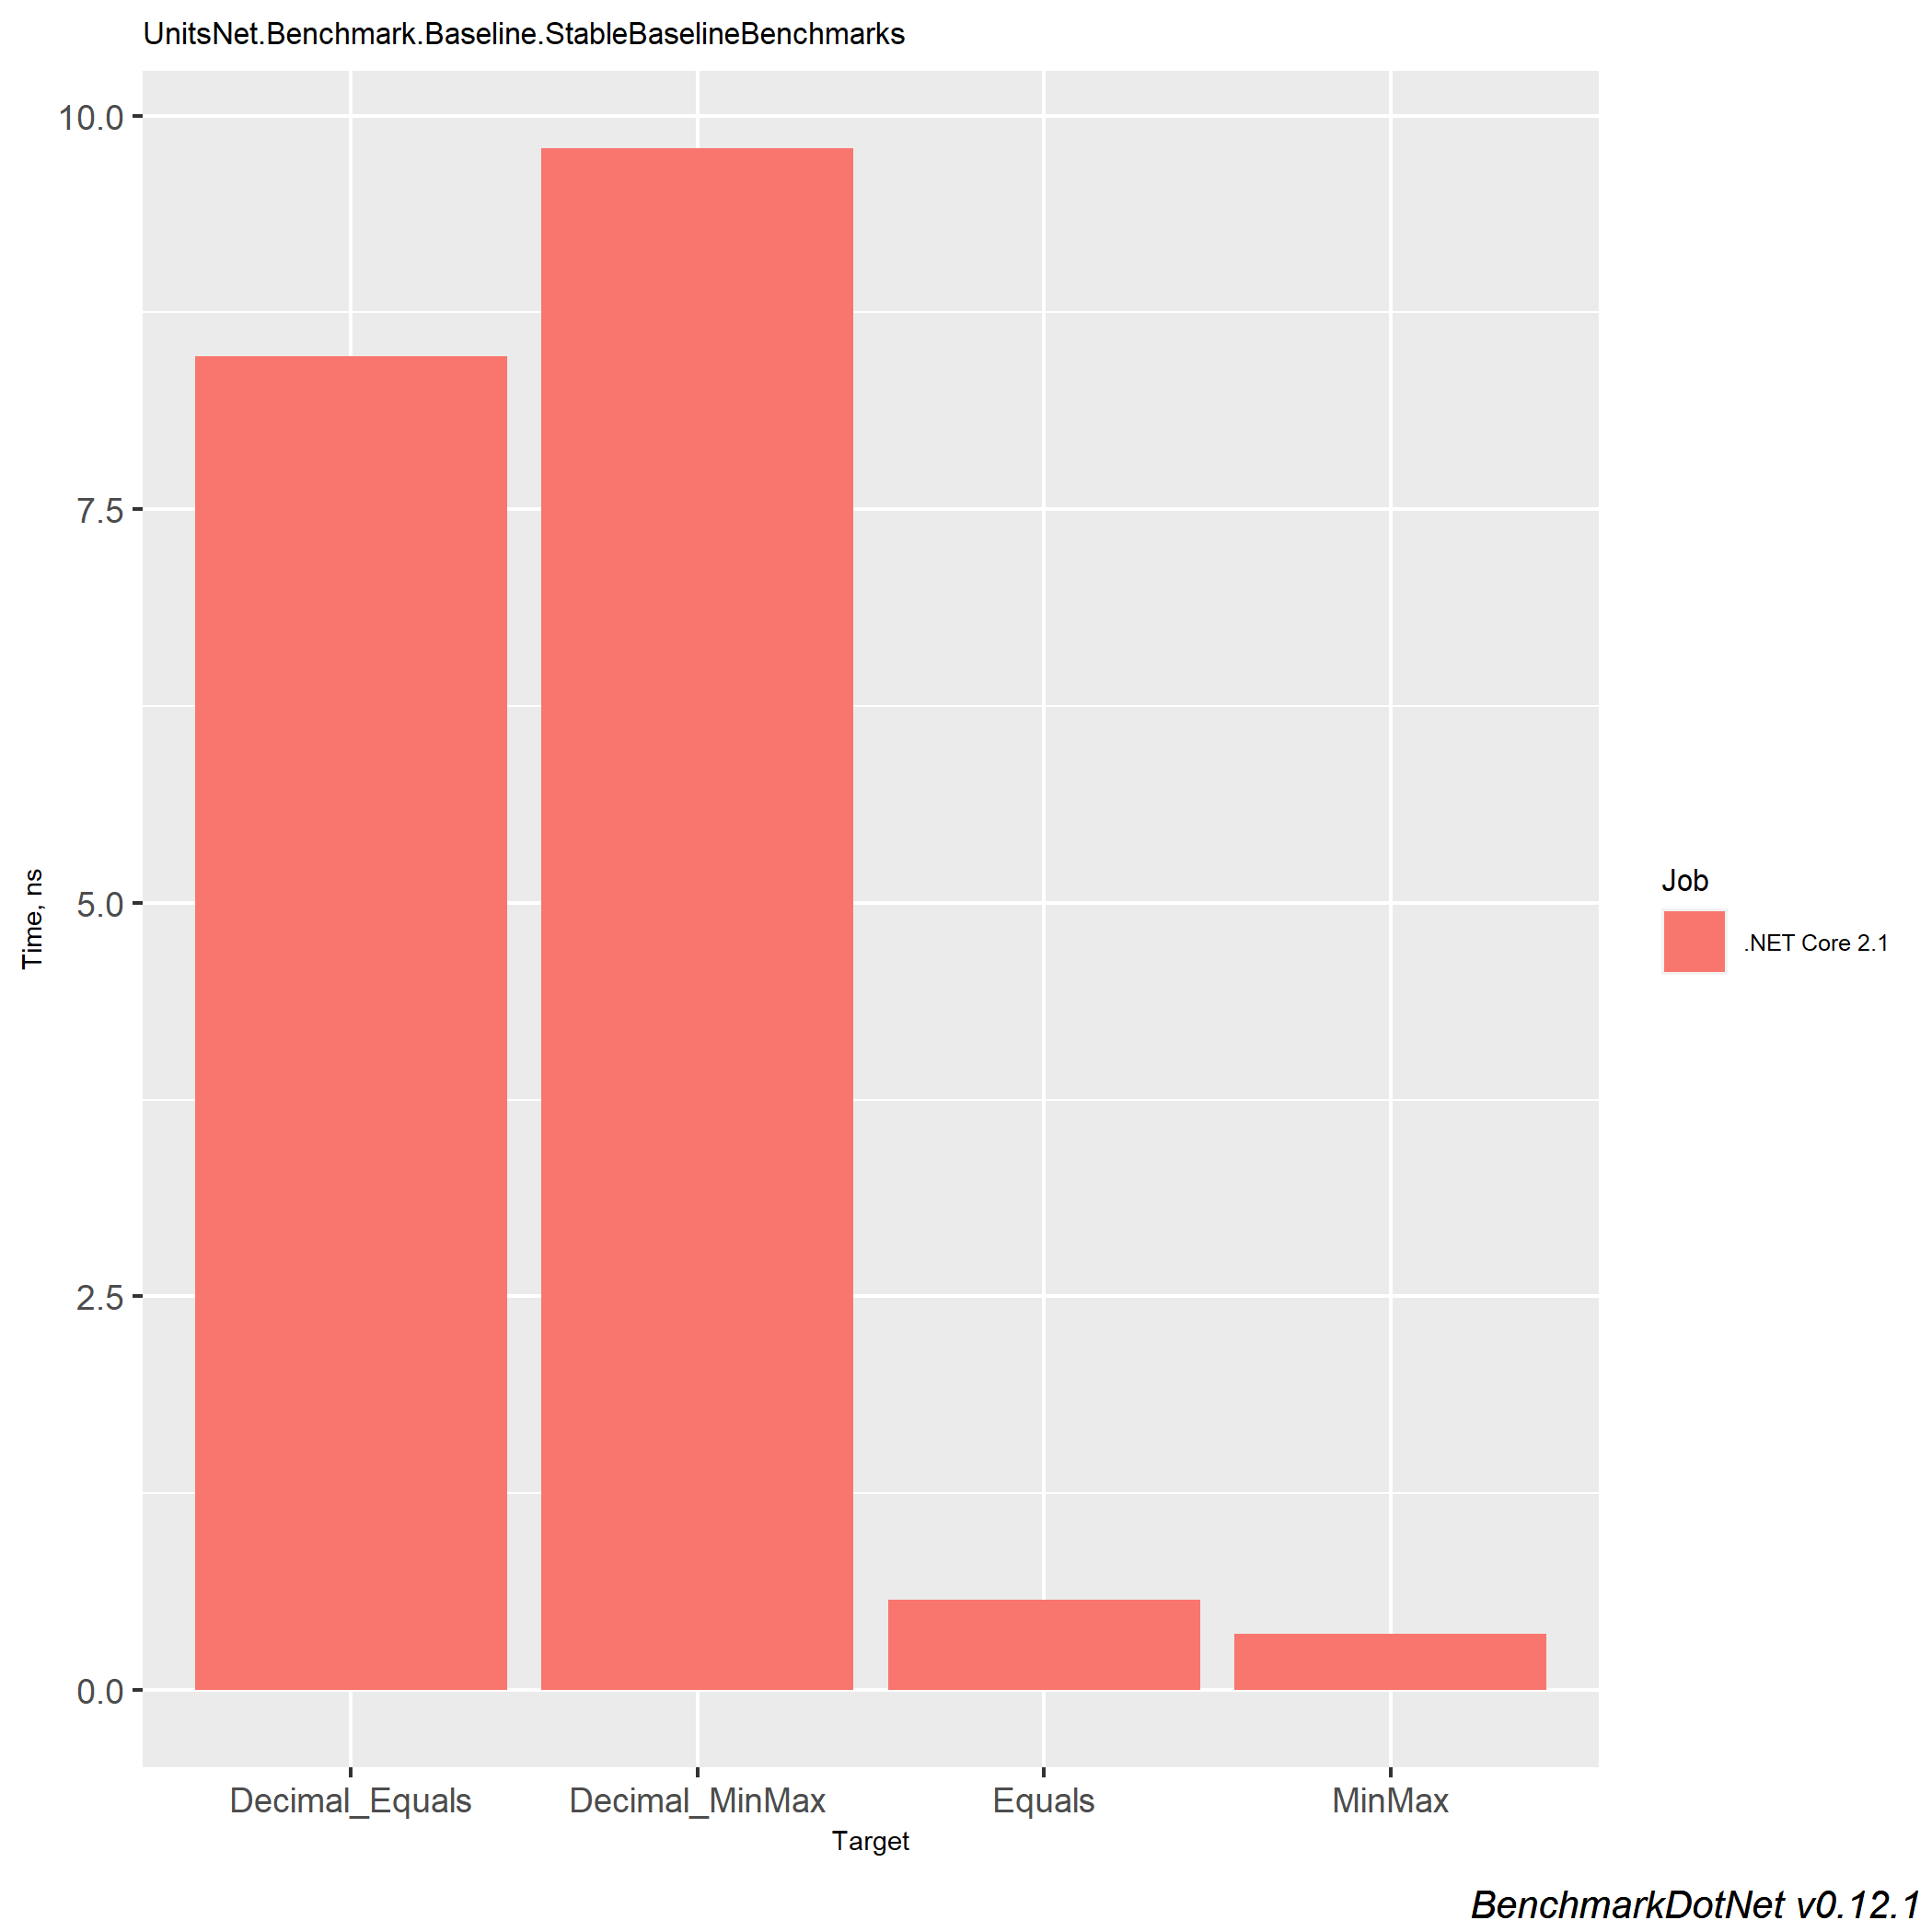 UnitsNet.Benchmark.Baseline.StableBaselineBenchmarks
10.0
7.5
5.0
2.5
0.0
Time, ns
Decimal_Equals
Decimal_MinMax
Equals
MinMax
Target
Job
.NET Core 2.1
BenchmarkDotNet v0.12.1